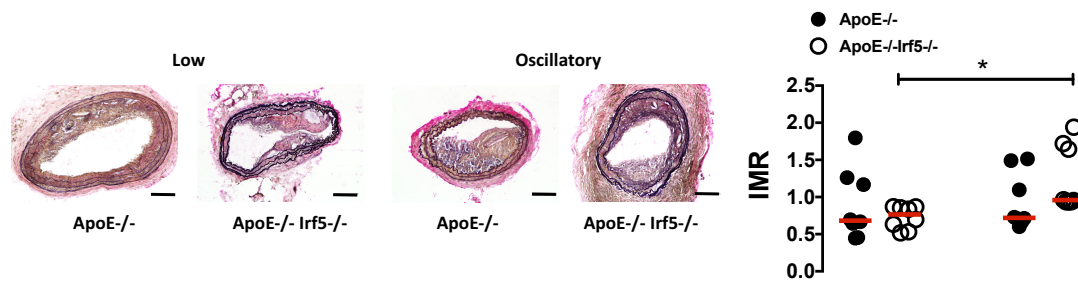 Low
Oscillatory
ApoE-/-
ApoE-/- Irf5-/-
ApoE-/-
ApoE-/- Irf5-/-
ApoE-/-
ApoE-/-Irf5-/-
*
IMR
2.5
2.0
1.5
1.0
0.5
0.0